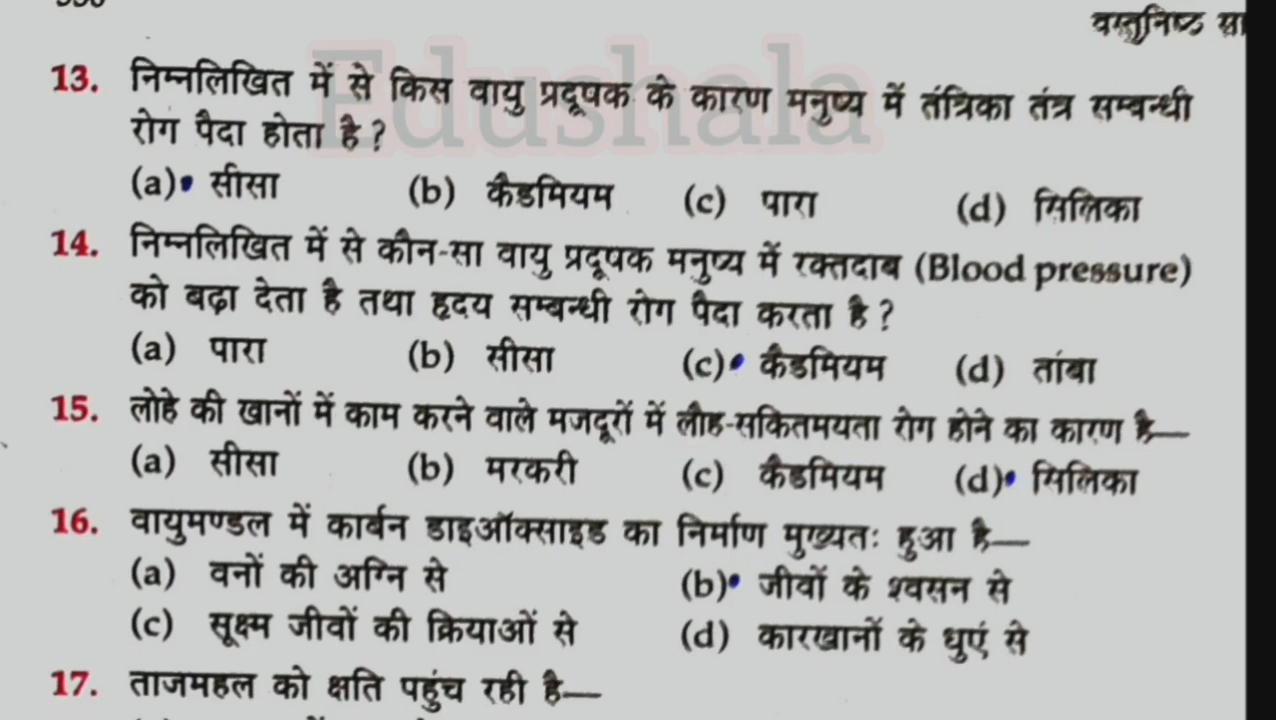 वस्तुनिष्ठ सा
Edushala
13. निम्नलिखित में से किस वायु प्रदूषक के कारण मनुष्य में तंत्रिका तंत्र सम्बन्धी
रोग पैदा होता है?
(a) सीसा (b) कैडमियम (c) पारा (d) सिलिका
14. निम्नलिखित में से कौन-सा वायु प्रदूषक मनुष्य में रक्तदाब (Blood pressure)
को बढ़ा देता है तथा हृदय सम्बन्धी रोग पैदा करता है?
(a) पारा (b) सीसा (c) कैडमियम (d) तांबा
15. लोहे की खानों में काम करने वाले मजदूरों में लौह-सकितमयता रोग होने का कारण है—
(a) सीसा (b) मरकरी (c) कैडमियम (d) सिलिका
16. वायुमण्डल में कार्बन डाइऑक्साइड का निर्माण मुख्यतः हुआ है—
(a) वनों की अग्नि से (b) जीवों के श्वसन से
(c) सूक्ष्म जीवों की क्रियाओं से (d) कारखानों के धुएं से
17. ताजमहल को क्षति पहुंच रही है—